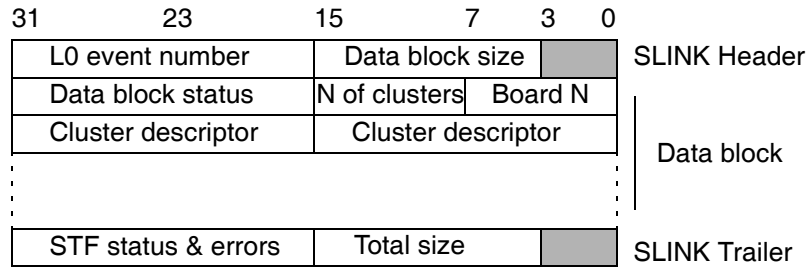 31 23 15 7 3 0
L0 event number Data block size SLINK Header
Data block status N of clusters Board N
Cluster descriptor Cluster descriptor
Data block
STF status & errors Total size SLINK Trailer